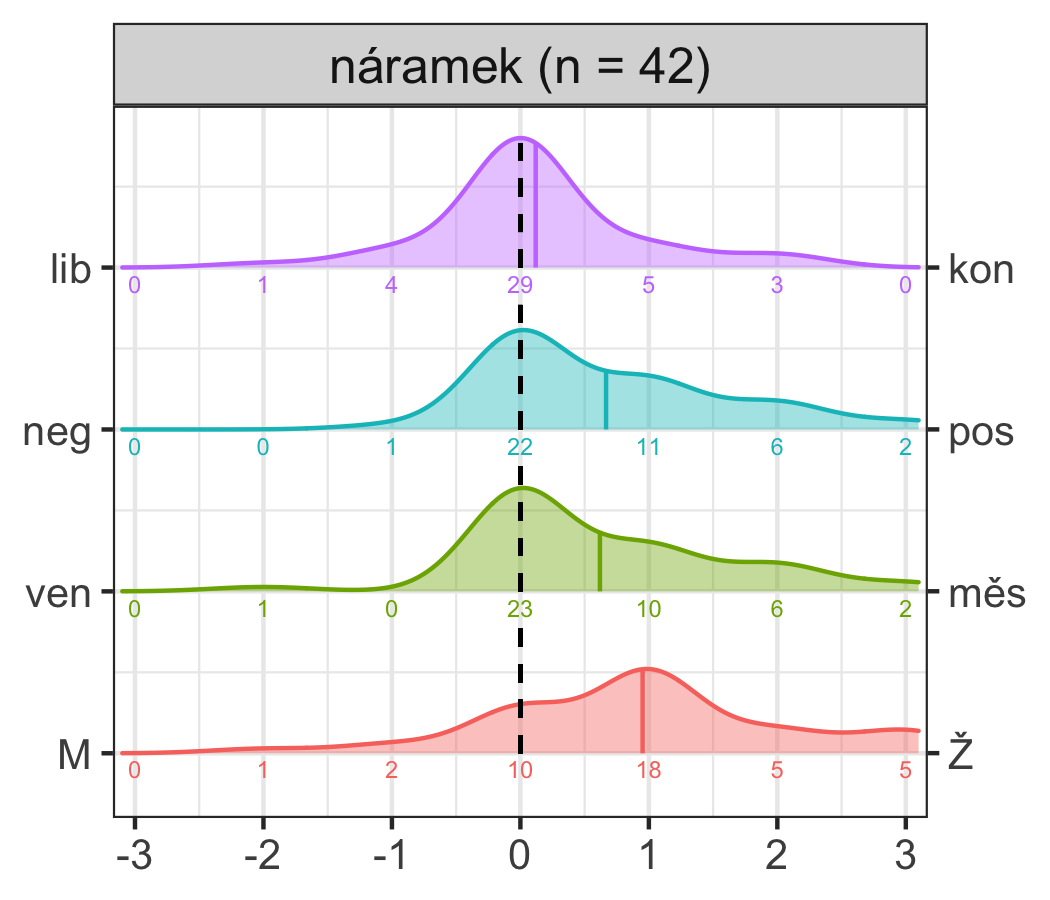 náramek (n = 42)
lib kon
0 1 4 29 5 3 0
neg pos
0 0 1 22 11 6 2
ven měs
0 1 0 23 10 6 2
M Ž
0 1 2 10 18 5 5
-3 -2 -1 0 1 2 3